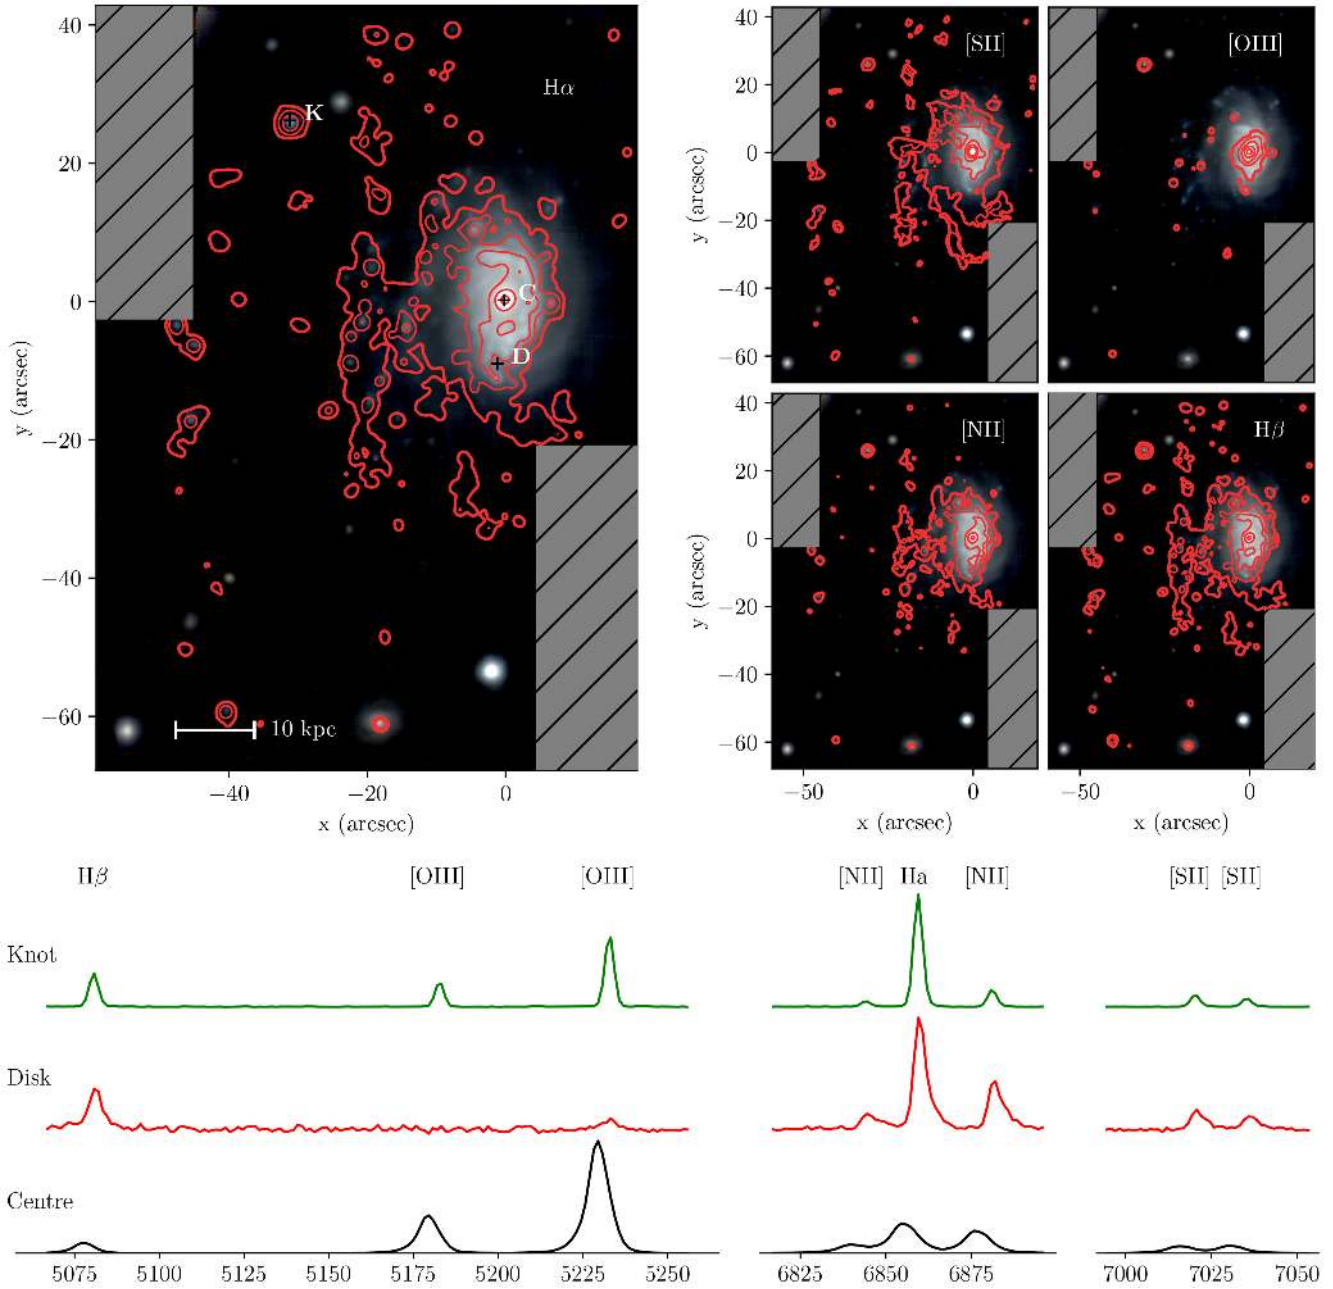 Hα
K
C
D
10 kpc
40
20
0
−20
−40
−60
y (arcsec)
−40
−20
0
x (arcsec)
[SII]
40
20
0
−20
−40
−60
y (arcsec)
[OIII]
[NII]
40
20
0
−20
−40
−60
y (arcsec)
−50
0
x (arcsec)
Hβ
−50
0
x (arcsec)
Hβ [OIII] [OIII] [NII] Ha [NII] [SII] [SII]
Knot
Disk
Centre
5075 5100 5125 5150 5175 5200 5225 5250 6825 6850 6875 7000 7025 7050